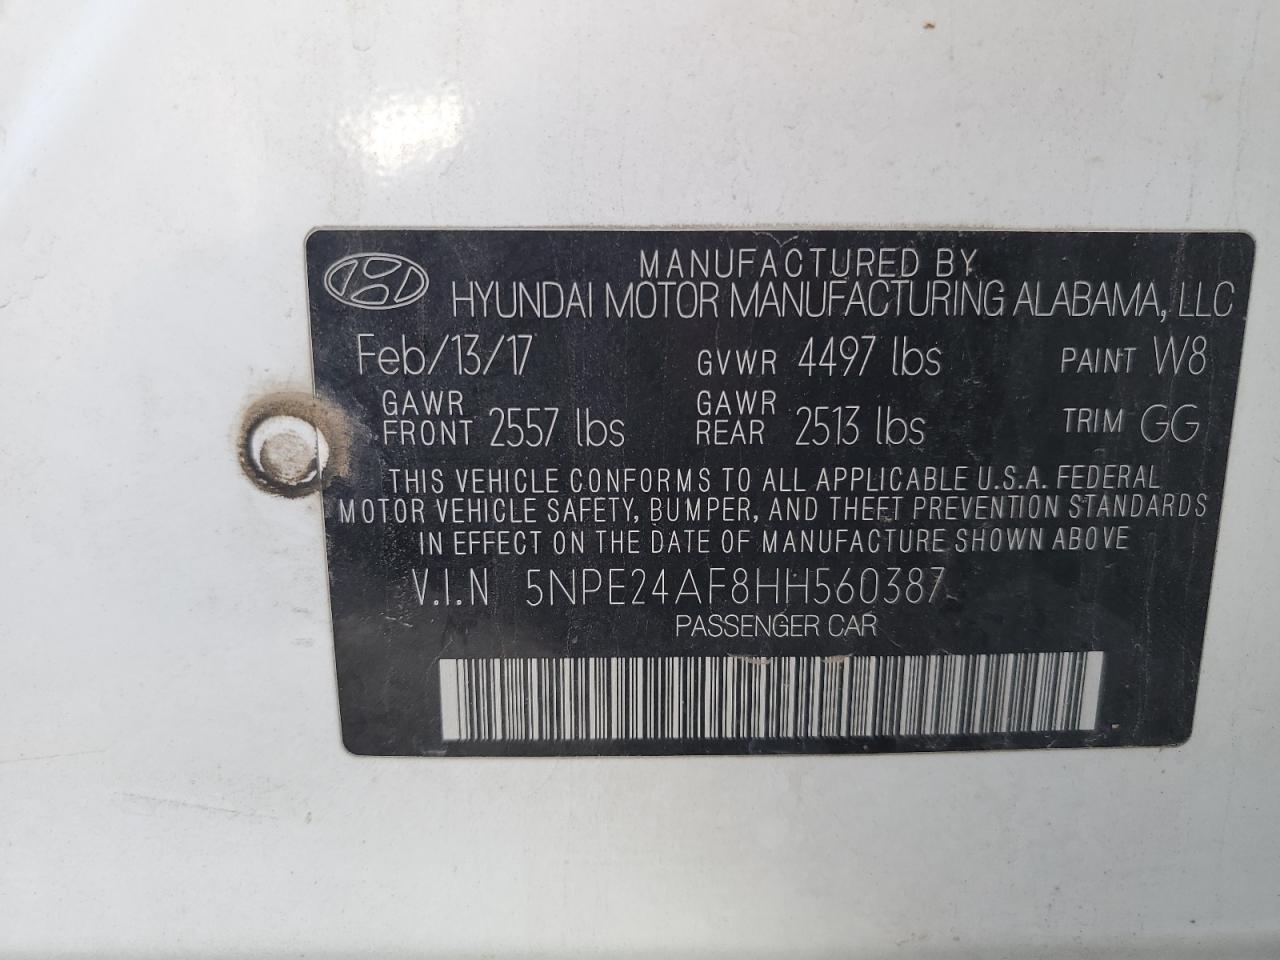 MANUFACTURED BY
HYUNDAI MOTOR MANUFACTURING ALABAMA, LLC
Feb/13/17 GVWR 4497 lbs PAINT W8
GAWR FRONT 2557 lbs GAWR REAR 2513 lbs TRIM GG
THIS VEHICLE CONFORMS TO ALL APPLICABLE U.S.A. FEDERAL
MOTOR VEHICLE SAFETY, BUMPER, AND THEFT PREVENTION STANDARDS
IN EFFECT ON THE DATE OF MANUFACTURE SHOWN ABOVE
V.I.N 5NPE24AF8HH560387
PASSENGER CAR